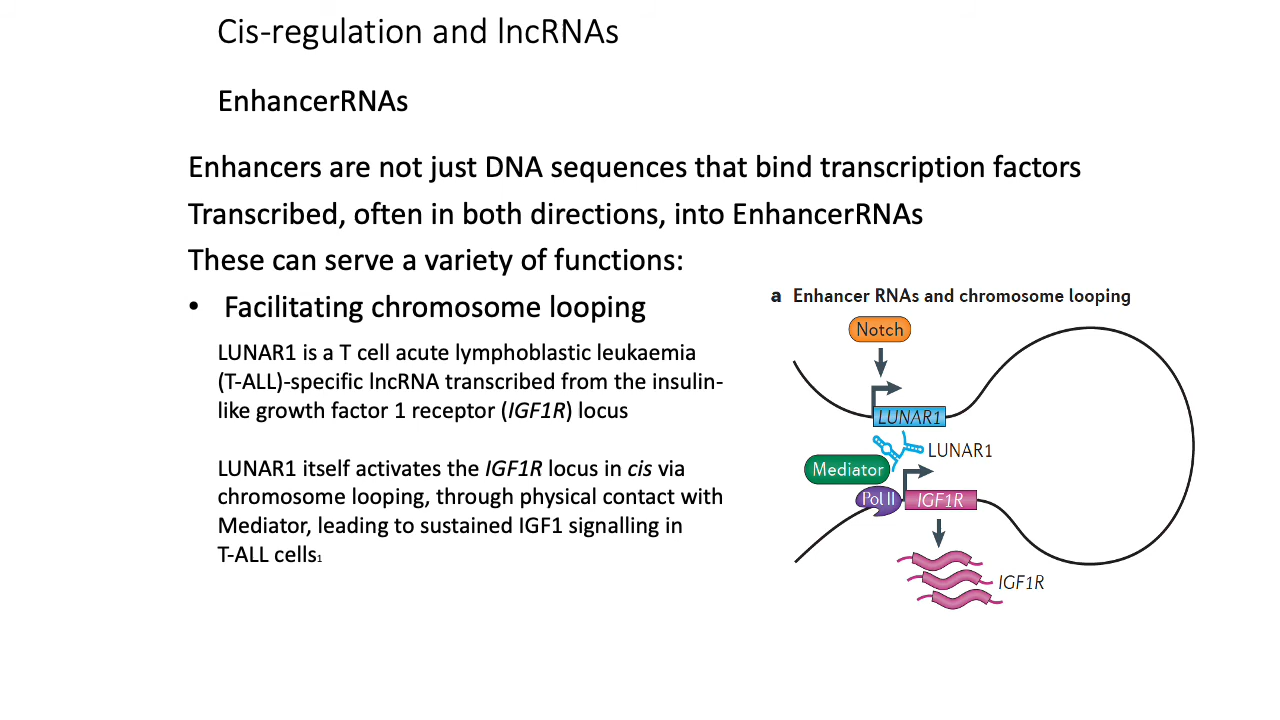 Cis-regulation and lncRNAs
EnhancerRNAs
Enhancers are not just DNA sequences that bind transcription factors
Transcribed, often in both directions, into EnhancerRNAs
These can serve a variety of functions:
• Facilitating chromosome looping
LUNAR1 is a T cell acute lymphoblastic leukaemia
(T-ALL)-specific lncRNA transcribed from the insulin-
like growth factor 1 receptor (IGF1R) locus
LUNAR1 itself activates the IGF1R locus in cis via
chromosome looping, through physical contact with
Mediator, leading to sustained IGF1 signalling in
T-ALL cells1
a Enhancer RNAs and chromosome looping
Notch
LUNAR1
LUNAR1
Mediator
Pol II
IGF1R
IGF1R